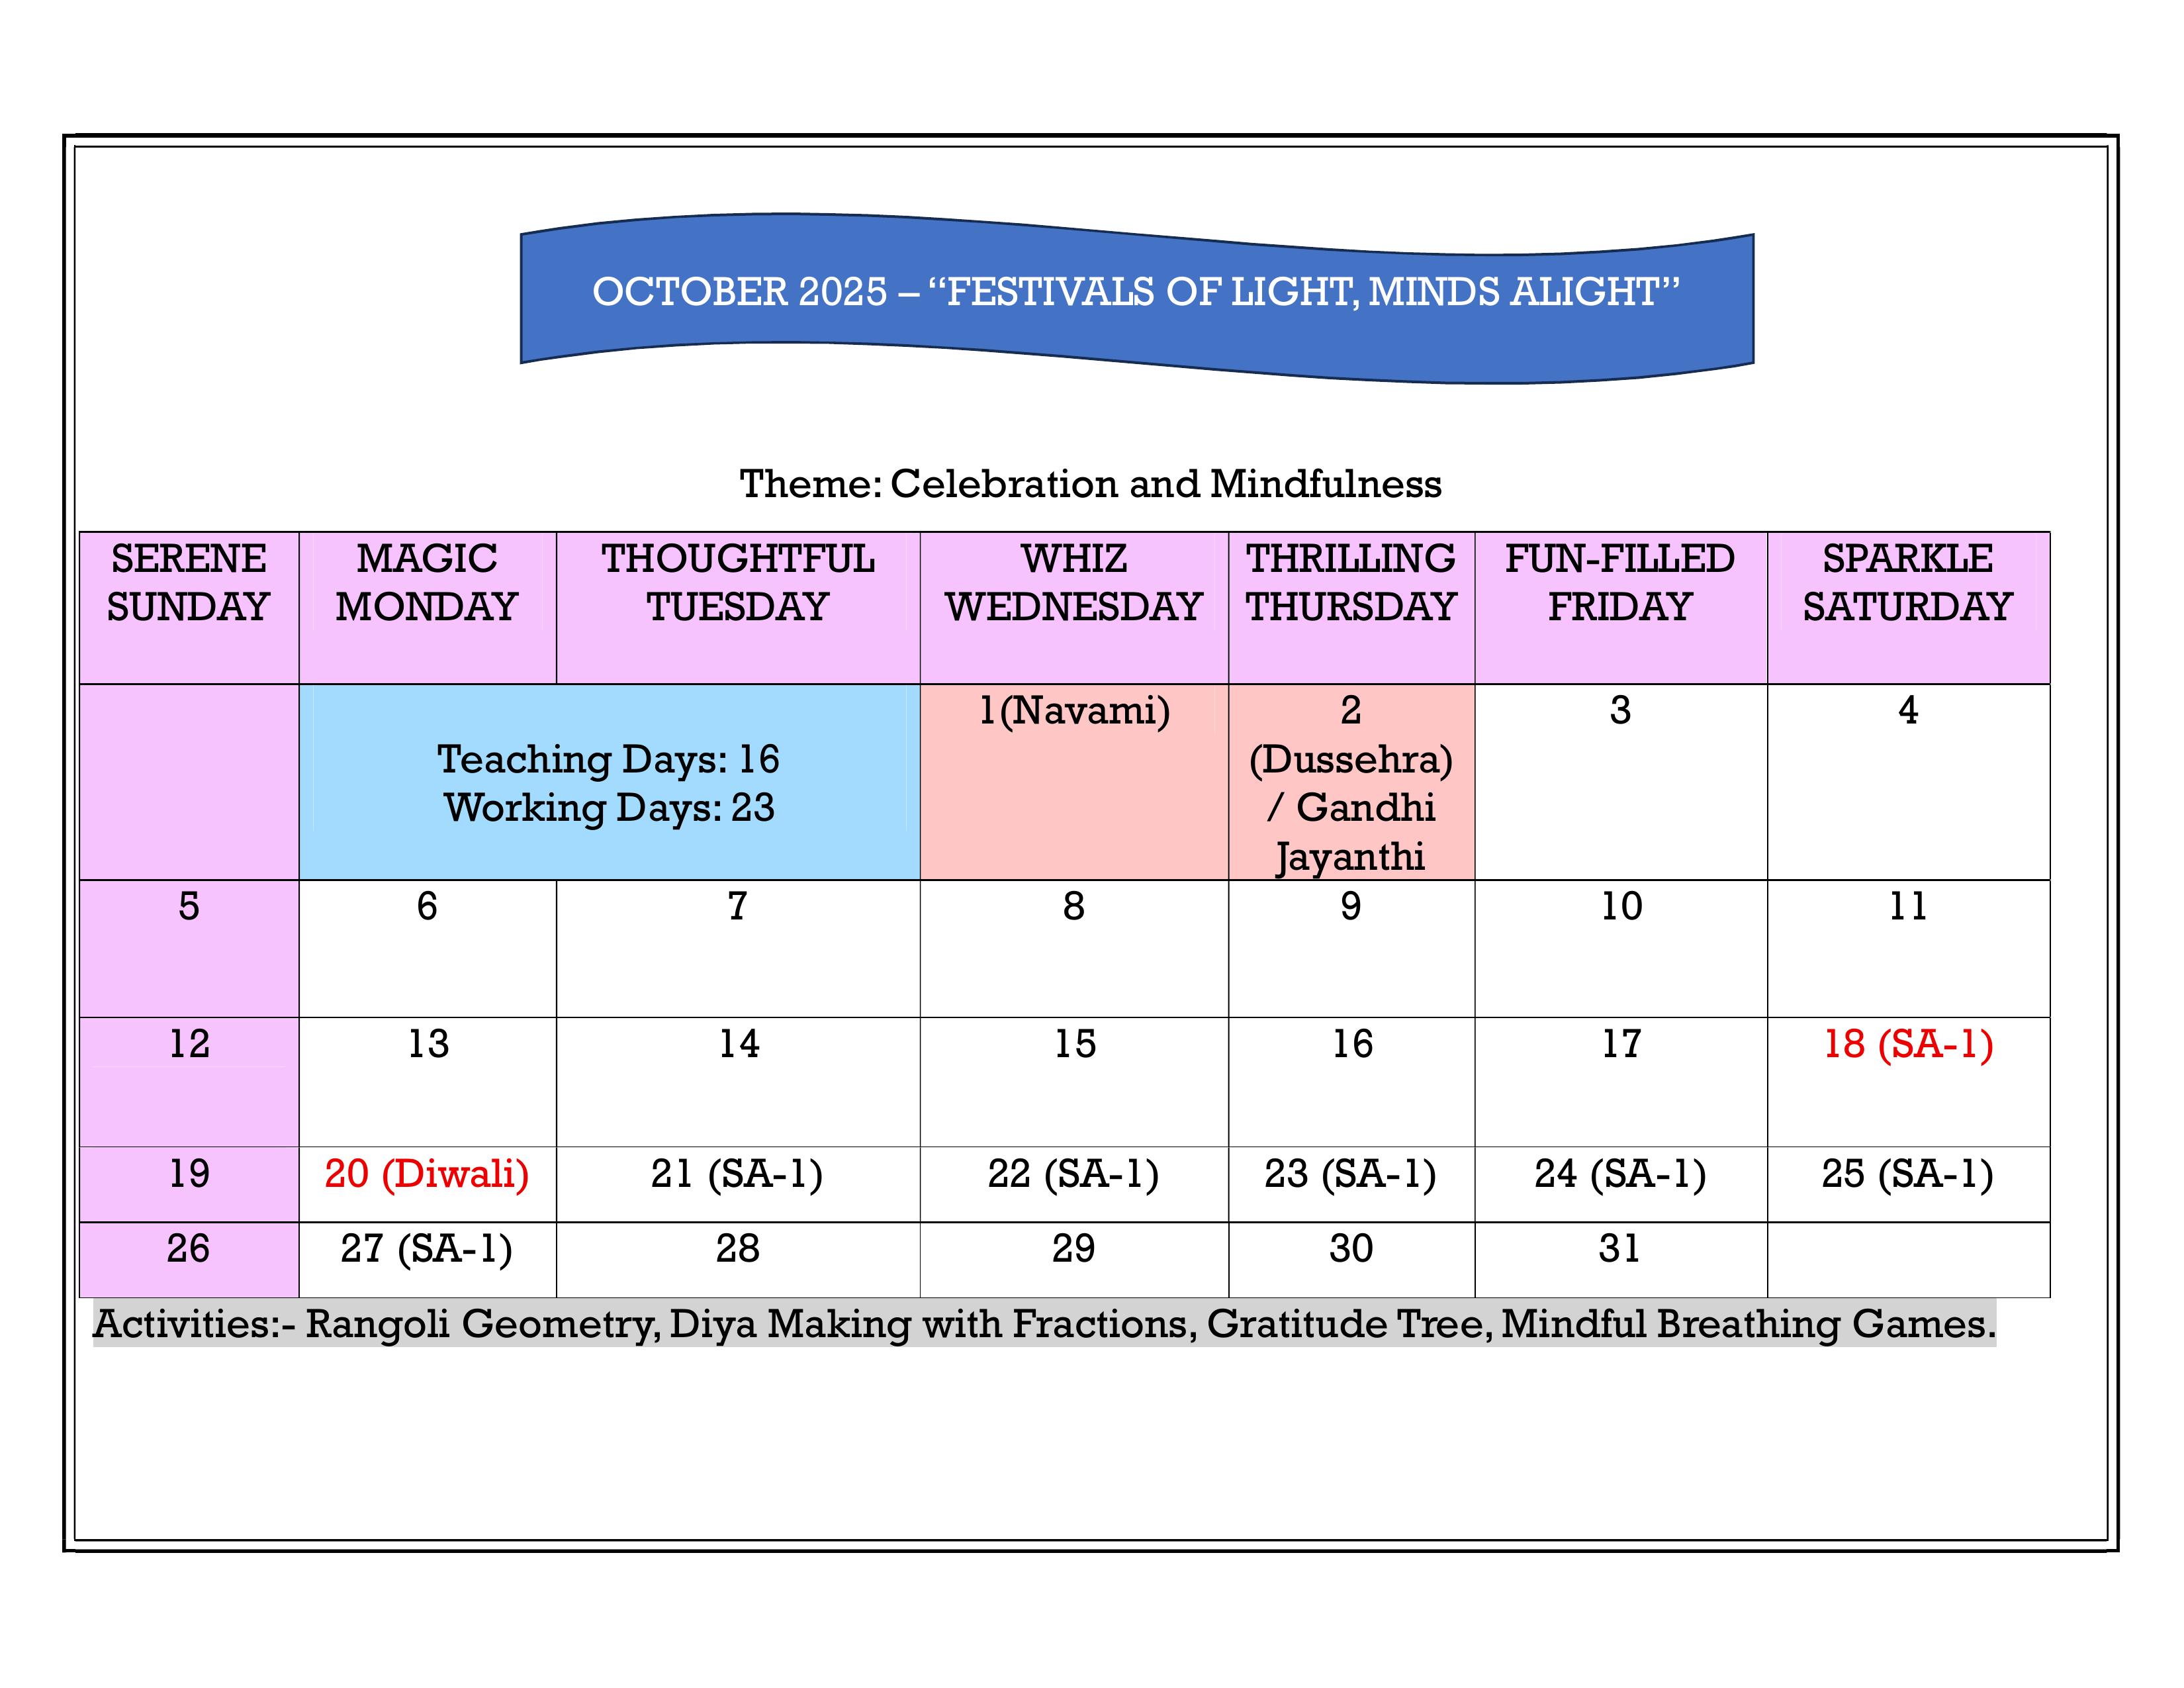 OCTOBER 2025 – “FESTIVALS OF LIGHT, MINDS ALIGHT”
Theme: Celebration and Mindfulness
SERENE SUNDAY
MAGIC MONDAY
THOUGHTFUL TUESDAY
WHIZ WEDNESDAY
THRILLING THURSDAY
FUN-FILLED FRIDAY
SPARKLE SATURDAY
Teaching Days: 16
Working Days: 23
1(Navami)
2
(Dussehra)
/ Gandhi
Jayanthi
3
4
5
6
7
8
9
10
11
12
13
14
15
16
17
18 (SA-1)
19
20 (Diwali)
21 (SA-1)
22 (SA-1)
23 (SA-1)
24 (SA-1)
25 (SA-1)
26
27 (SA-1)
28
29
30
31
Activities:- Rangoli Geometry, Diya Making with Fractions, Gratitude Tree, Mindful Breathing Games.